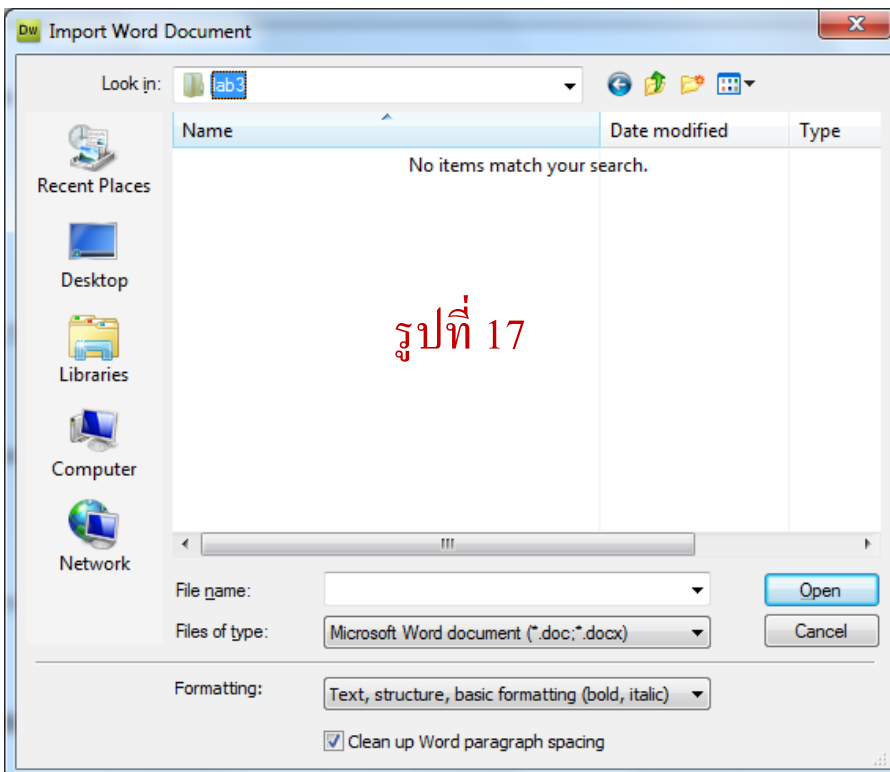 Dw Import Word Document
Look in: ab3
Name Date modified Type
No items match your search.
Recent Places
Desktop
รูปที่ 17
Libraries
Computer
Network
File name: Open
Files of type: Microsoft Word document (*.doc;*.docx) Cancel
Formatting: Text, structure, basic formatting (bold, italic)
Clean up Word paragraph spacing